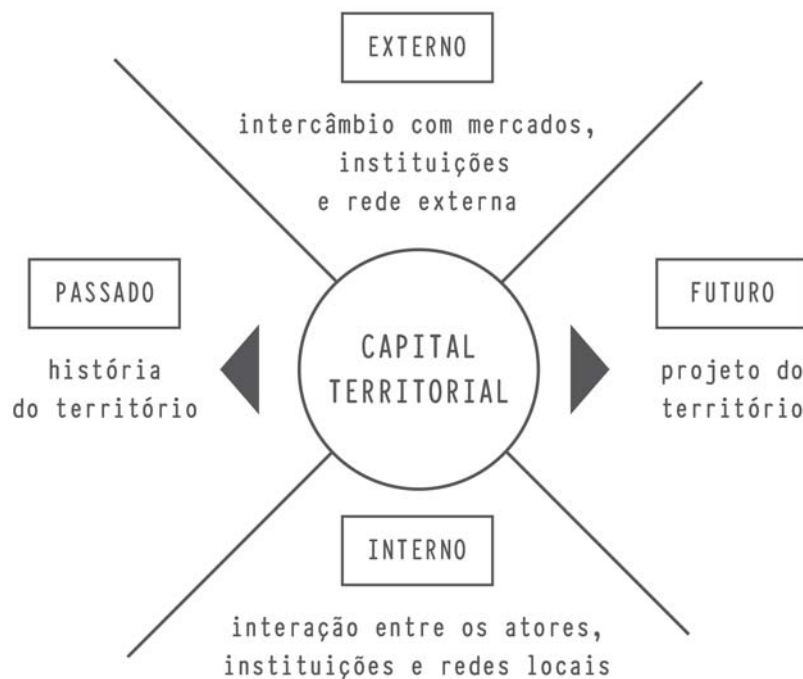 EXTERNO
intercâmbio com mercados,
instituições
e rede externa
PASSADO
história
do território
CAPITAL
TERRITORIAL
FUTURO
projeto do
território
INTERNO
interação entre os atores,
instituições e redes locais